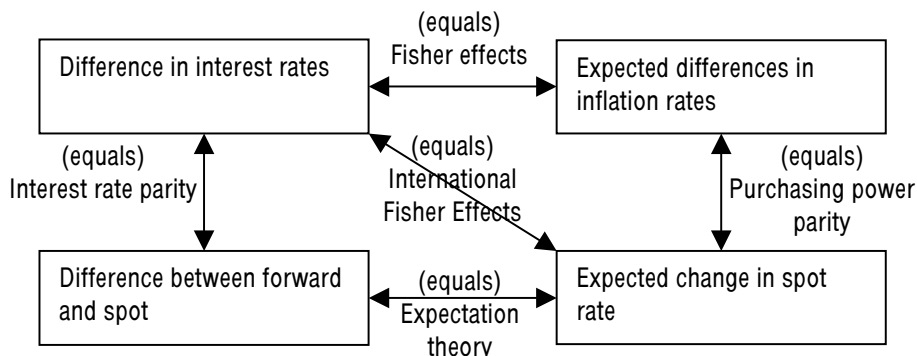 (equals)
Fisher effects
Difference in interest rates
Expected differences in
inflation rates
(equals)
Interest rate parity
(equals)
International
Fisher Effects
(equals)
Purchasing power
parity
Difference between forward
and spot
(equals)
Expectation
theory
Expected change in spot
rate